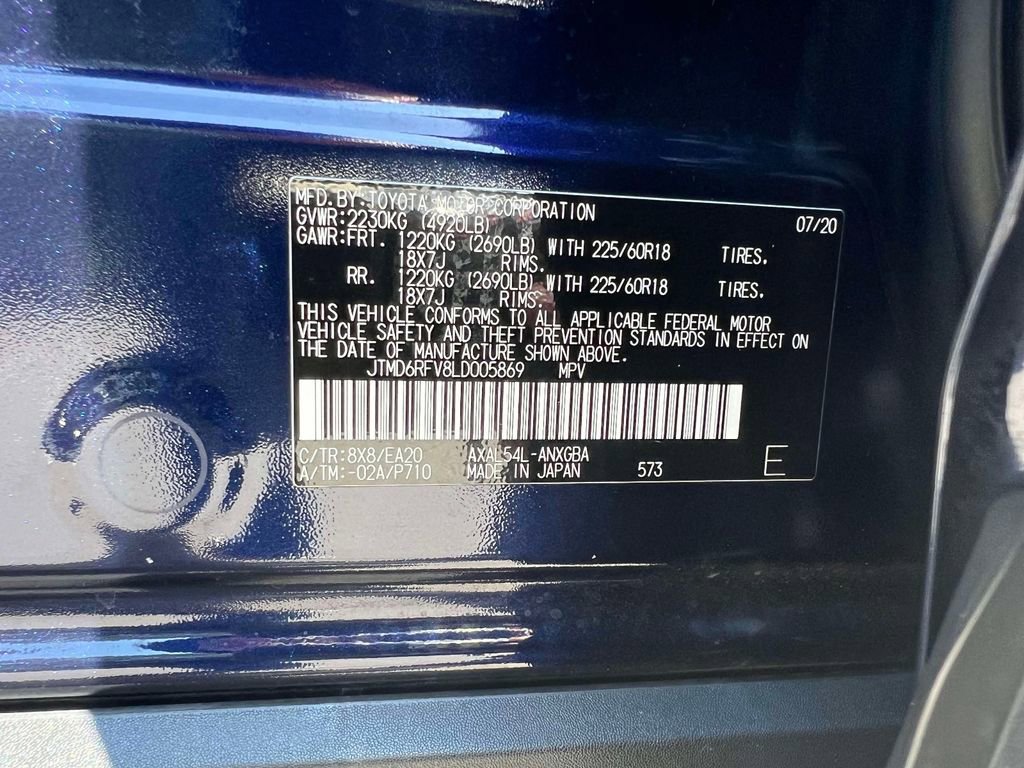 MFD.BY:TOYOTA MOTOR CORPORATION 07/20
GVWR:2230KG (4920LB)
GAWR:FRT. 1220KG (2690LB) WITH 225/60R18 TIRES,
18X7J RIMS.
RR. 1220KG (2690LB) WITH 225/60R18 TIRES,
18X7J RIMS.
THIS VEHICLE CONFORMS TO ALL APPLICABLE FEDERAL MOTOR
VEHICLE SAFETY AND THEFT PREVENTION STANDARDS IN EFFECT ON
THE DATE OF MANUFACTURE SHOWN ABOVE.
JTMD6RFV8LD005869 MPV
C/TR:8X8/EA20 AXAL54L-ANXGBA
A/TM:-02A/P710 MADE IN JAPAN 573 E